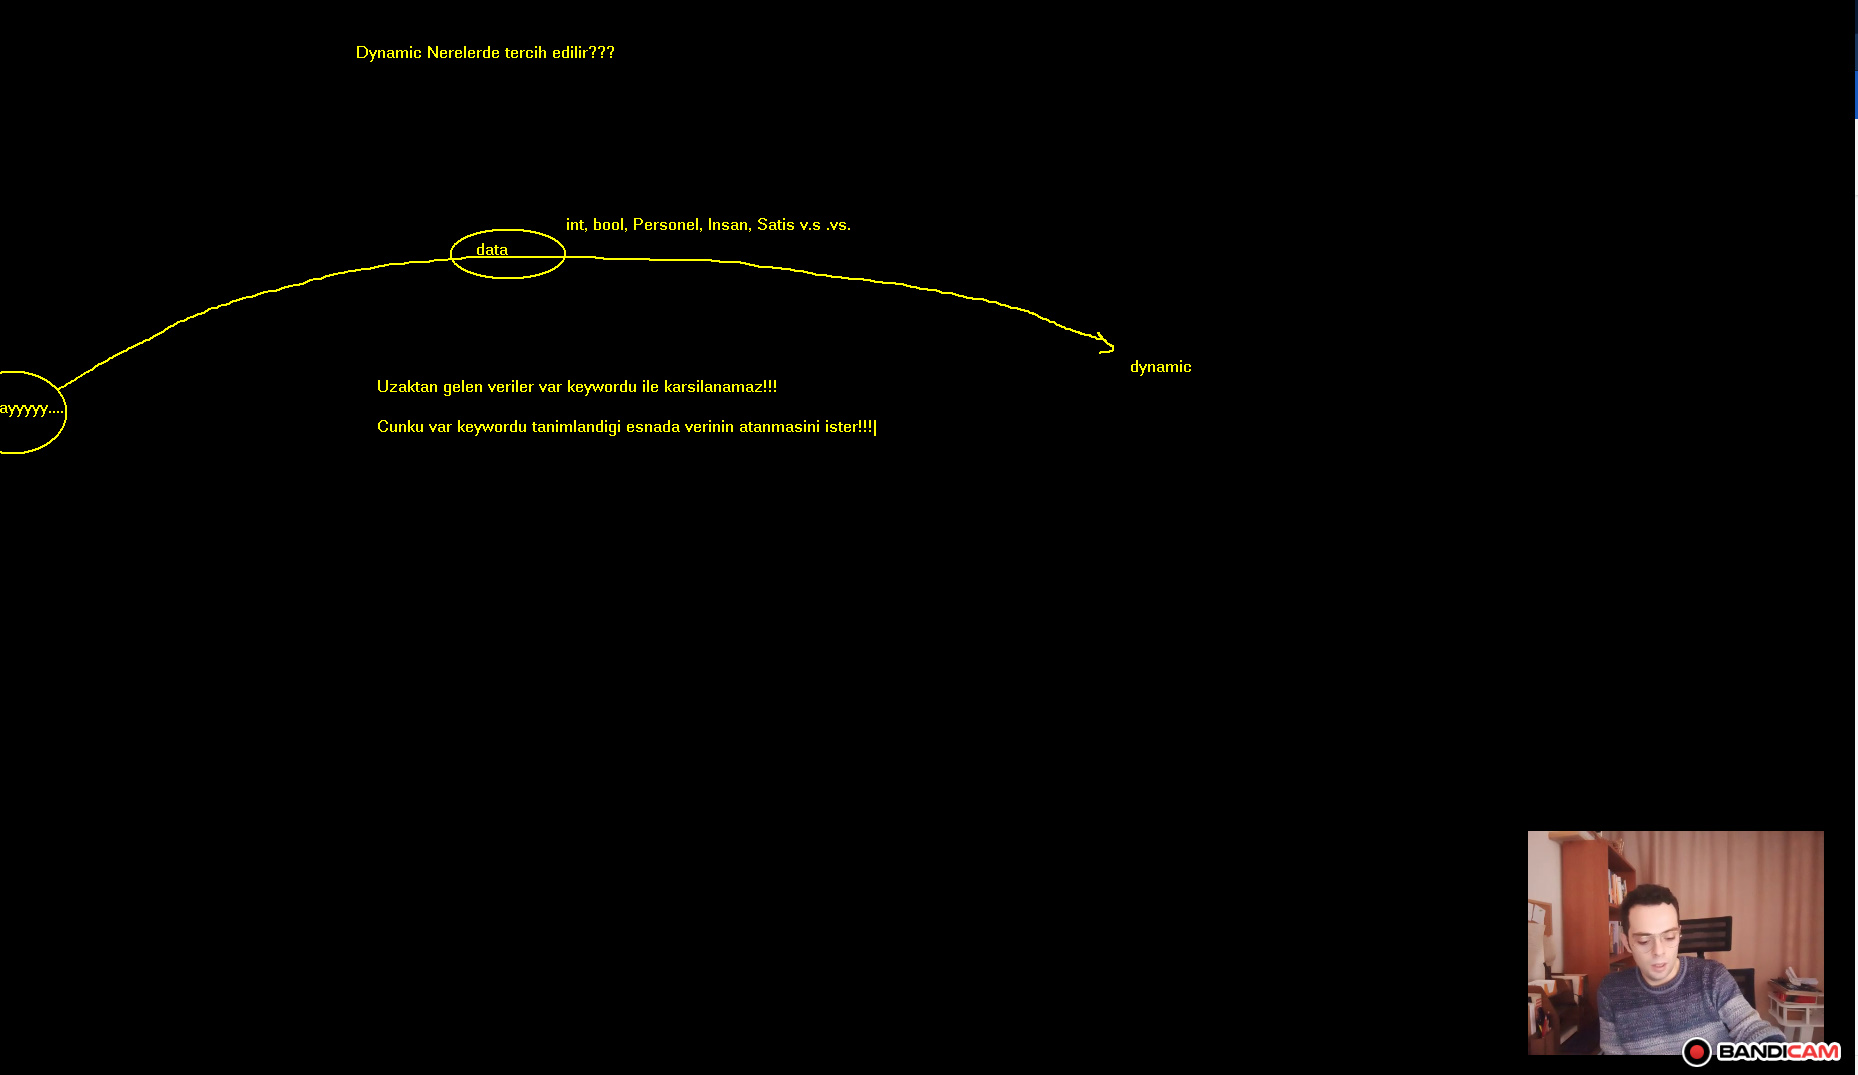 Dynamic Nerelerde tercih edilir???
int, bool, Personel, Insan, Satis v.s .vs.
data
dynamic
Uzaktan gelen veriler var keywordu ile karsilanamaz!!!
ayyyyy....
Cunku var keywordu tanimlandigi esnada verinin atanmasini ister!!!
BANDICAM